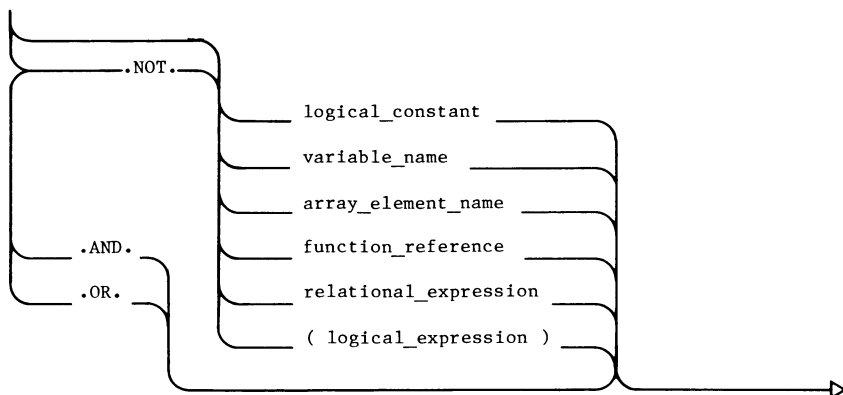 .NOT.
logical_constant
variable_name
array_element_name
.AND. function_reference
.OR. relational_expression
( logical_expression )